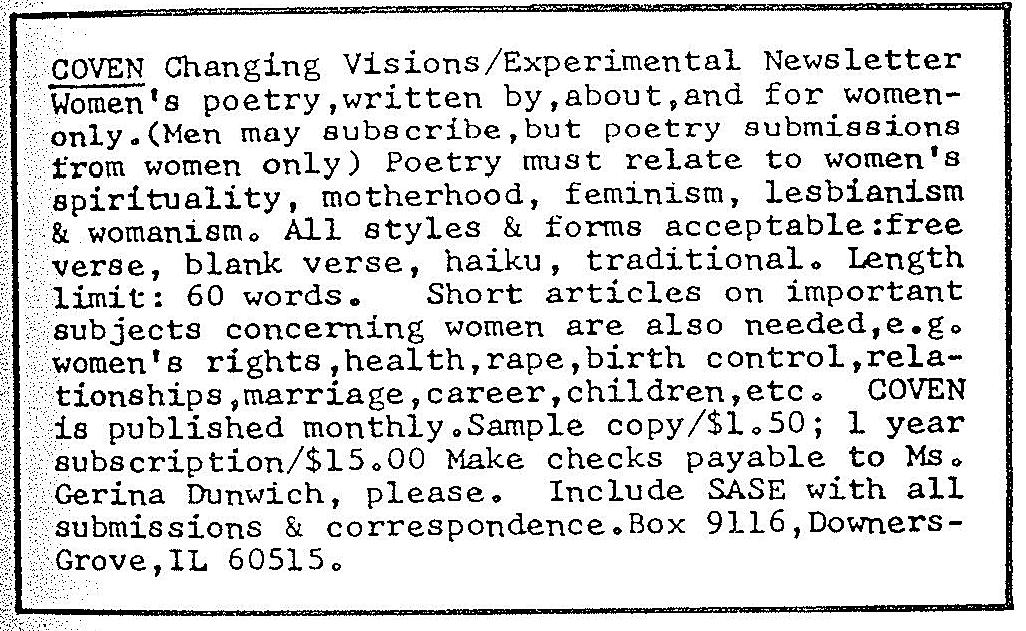 COVEN Changing Visions/Experimental Newsletter
Women's poetry,written by,about,and for women-
only.(Men may subscribe,but poetry submissions
from women only) Poetry must relate to women's
spirituality, motherhood, feminism, lesbianism
& womanism. All styles & forms acceptable:free
verse, blank verse, haiku, traditional. Length
limit: 60 words. Short articles on important
subjects concerning women are also needed,e.g.
women's rights,health,rape,birth control,rela-
tionships,marriage,career,children,etc. COVEN
is published monthly.Sample copy/$1.50; 1 year
subscription/$15.00 Make checks payable to Ms.
Gerina Dunwich, please. Include SASE with all
submissions & correspondence.Box 9116,Downers-
Grove,IL 60515.